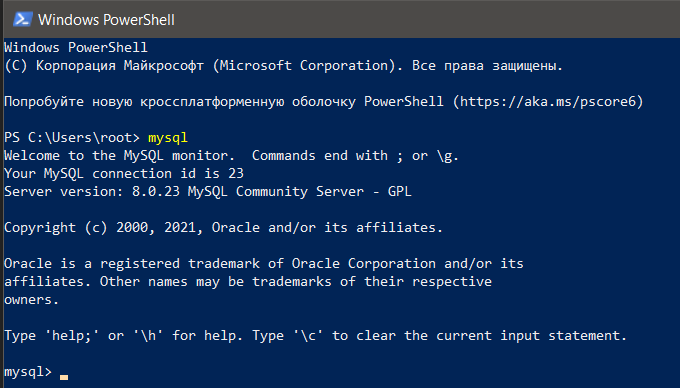 Windows PowerShell
Windows PowerShell
(C) Корпорация Майкрософт (Microsoft Corporation). Все права защищены.
Попробуйте новую кроссплатформенную оболочку PowerShell (https://aka.ms/pscore6)
PS C:\Users\root> mysql
Welcome to the MySQL monitor.  Commands end with ; or \g.
Your MySQL connection id is 23
Server version: 8.0.23 MySQL Community Server - GPL
Copyright (c) 2000, 2021, Oracle and/or its affiliates.
Oracle is a registered trademark of Oracle Corporation and/or its
affiliates. Other names may be trademarks of their respective
owners.
Type 'help;' or '\h' for help. Type '\c' to clear the current input statement.
mysql>